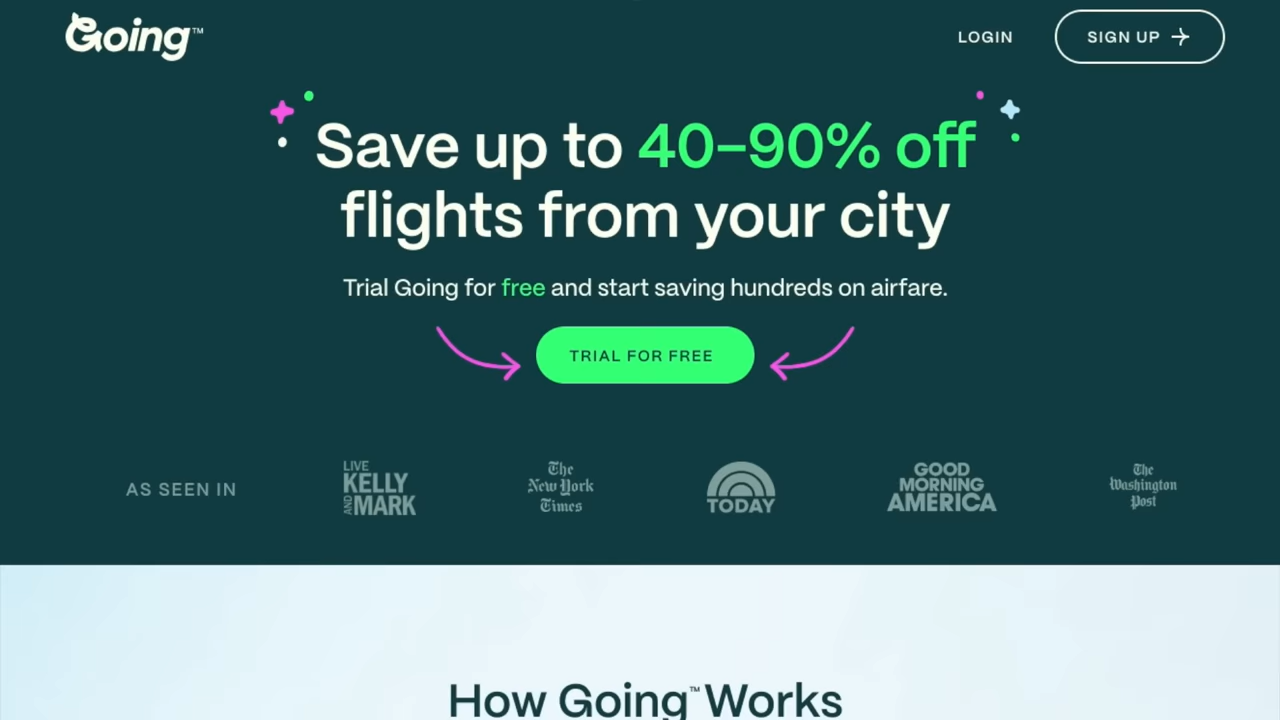 Going™
LOGIN
SIGN UP
Save up to 40–90% off
flights from your city
Trial Going for free and start saving hundreds on airfare.
TRIAL FOR FREE
AS SEEN IN
LIVE
KELLY
AND MARK
The
New York
Times
TODAY
GOOD
MORNING
AMERICA
The
Washington
Post
How Going™ Works